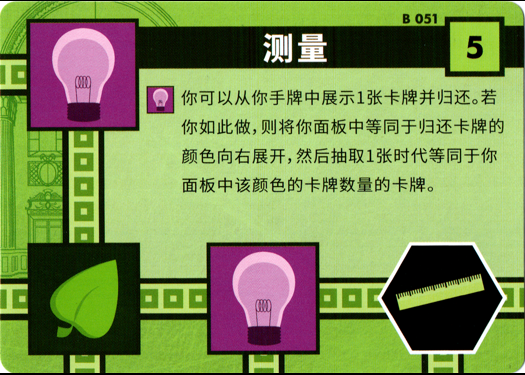 B 051
测量
5
你可以从你手牌中展示1张卡牌并归还。若
你如此做，则将你面板中等同于归还卡牌的
颜色向右展开，然后抽取1张时代等同于你
面板中该颜色的卡牌数量的卡牌。